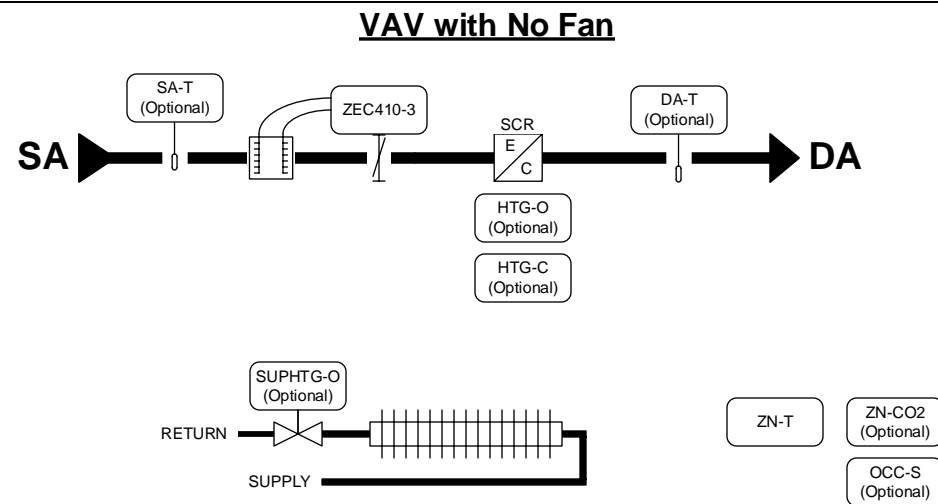 VAV with No Fan
SA-T
(Optional)
ZEC410-3
DA-T
(Optional)
SCR
SA
E
C
DA
HTG-O
(Optional)
HTG-C
(Optional)
SUPHTG-O
(Optional)
RETURN
SUPPLY
ZN-T
ZN-CO2
(Optional)
OCC-S
(Optional)